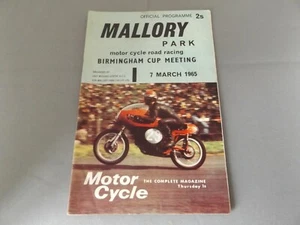 OFFICIAL PROGRAMME 2s
MALLORY
PARK
motor cycle road racing
BIRMINGHAM CUP MEETING
7 MARCH 1965
Motor
Cycle
THE COMPLETE MAGAZINE
Thursday 1s